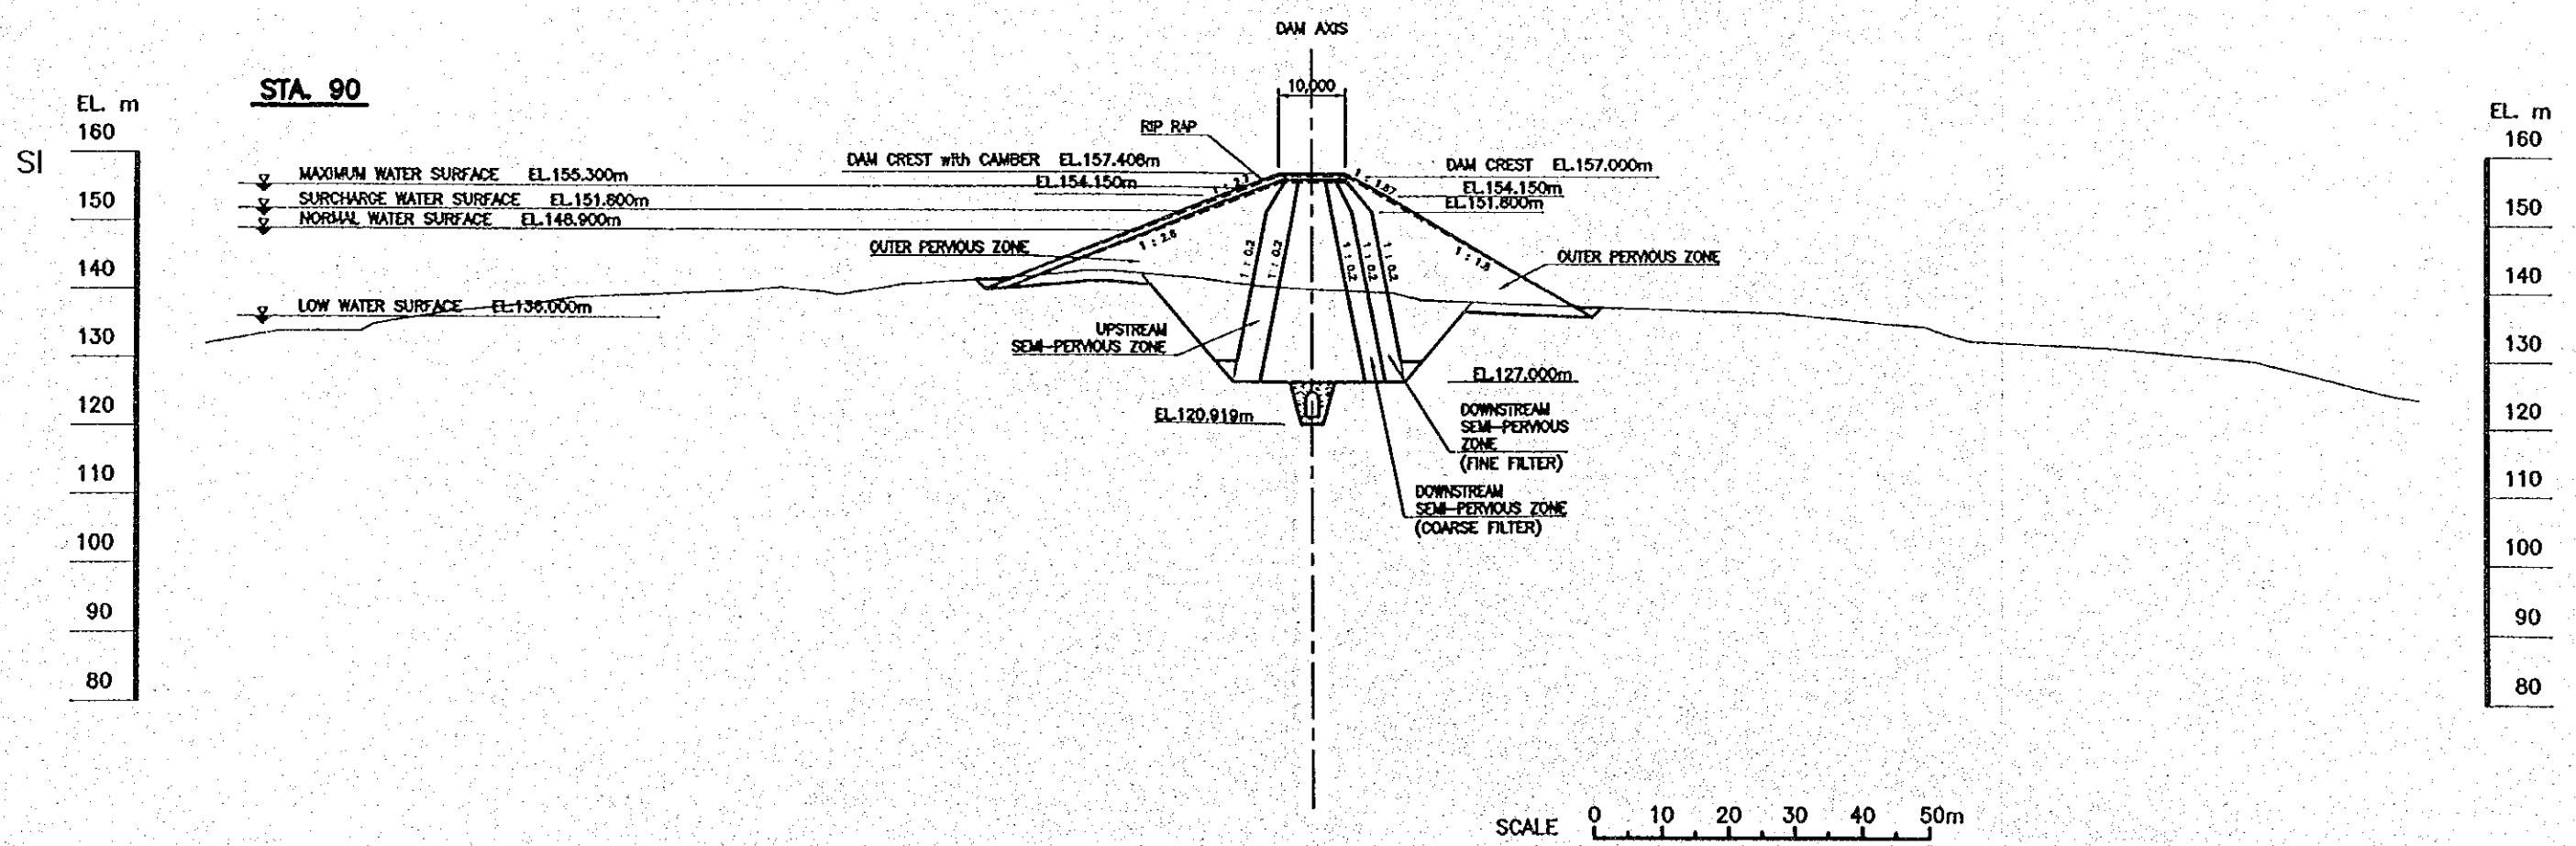 DAM AXIS
STA. 90
10,000
EL. m
160
150
140
130
120
110
100
90
80
SI
RIP RAP
MAXIMUM WATER SURFACE EL.155.300m
SURCHARGE WATER SURFACE EL.151.800m
NORMAL WATER SURFACE EL.148.900m
LOW WATER SURFACE EL.136.000m
DAM CREST with CAMBER EL.157.408m
EL.154.150m
DAM CREST EL.157.000m
EL.154.150m
EL.151.800m
1 : 1.87
1 : 2.6
1 : 0.2
1 : 0.2
1 : 0.2
1 : 0.2
1 : 0.2
1 : 1.8
OUTER PERVIOUS ZONE
OUTER PERVIOUS ZONE
UPSTREAM
SEMI-PERVIOUS ZONE
EL.127.000m
EL.120.919m
DOWNSTREAM
SEMI-PERVIOUS
ZONE
(FINE FILTER)
DOWNSTREAM
SEMI-PERVIOUS ZONE
(COARSE FILTER)
EL. m
160
150
140
130
120
110
100
90
80
SCALE 0 10 20 30 40 50m